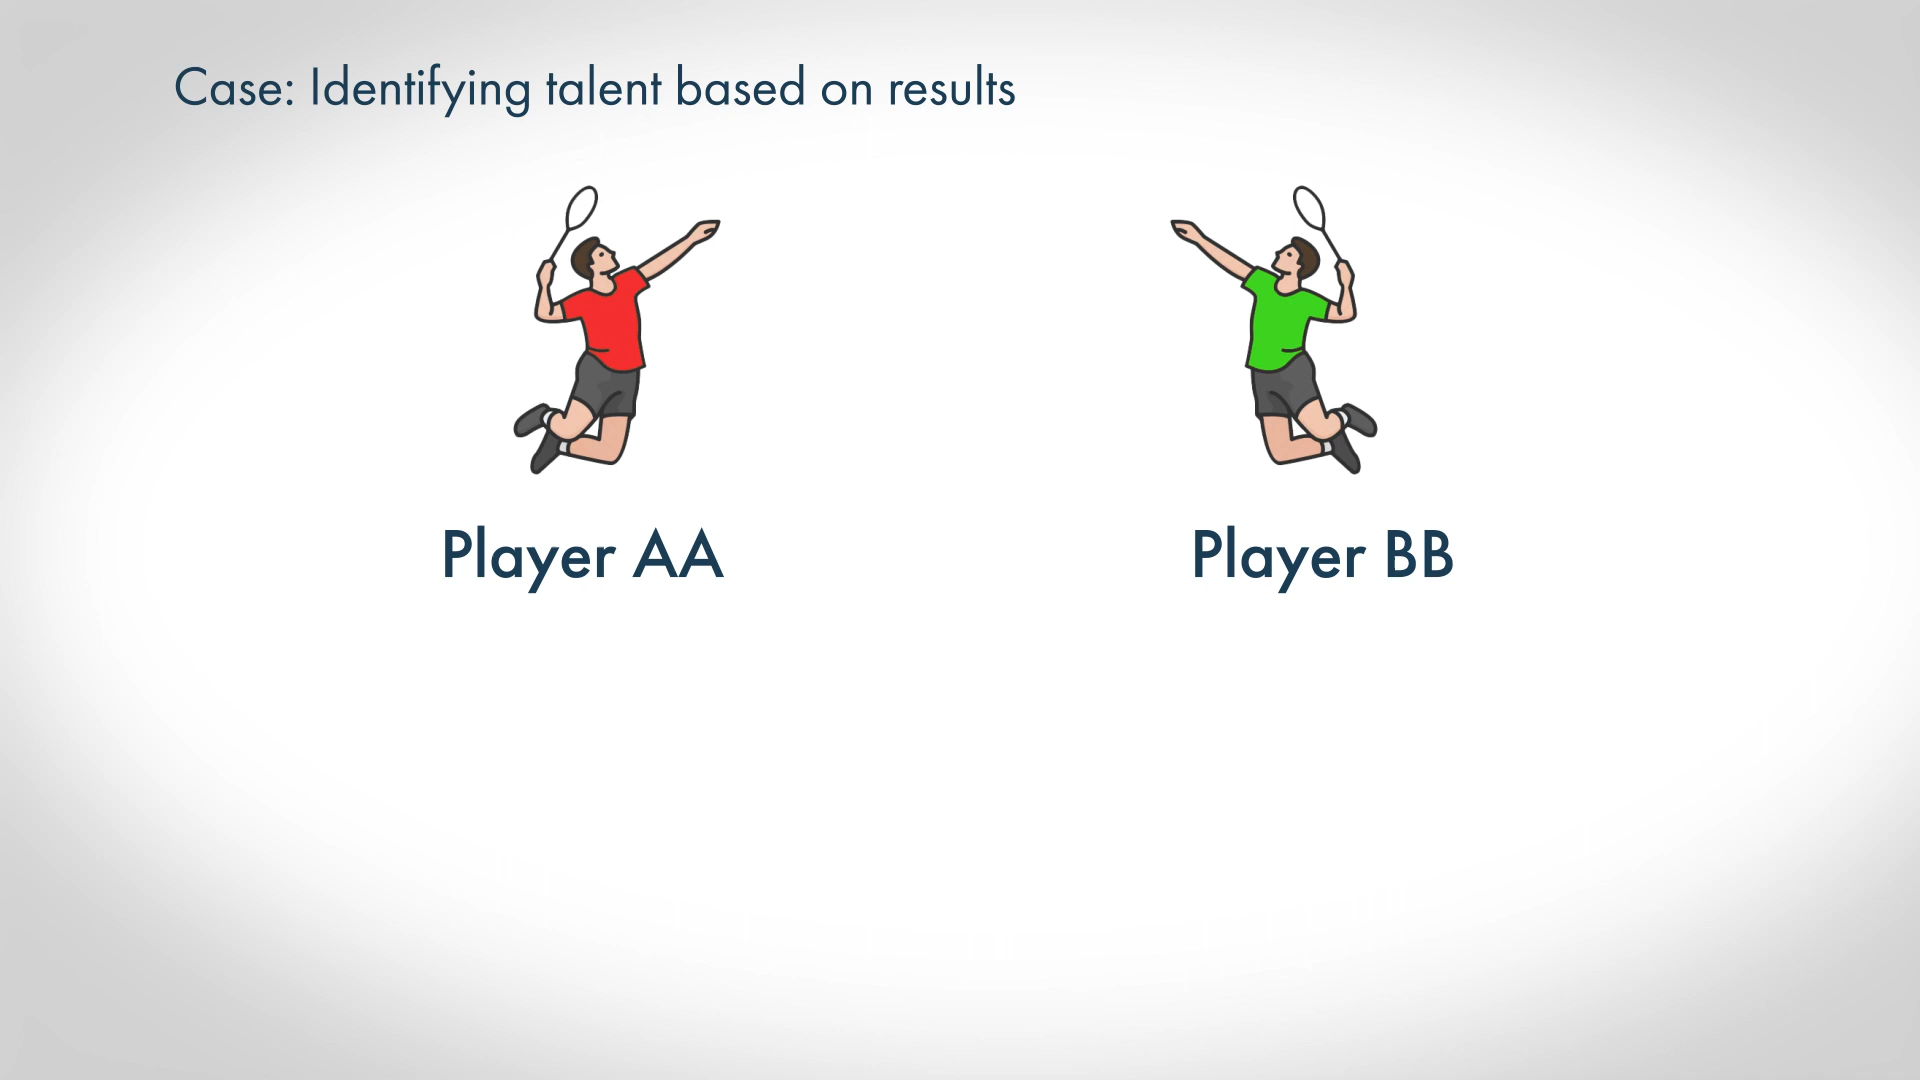 Case: Identifying talent based on results
Player AA
Player BB